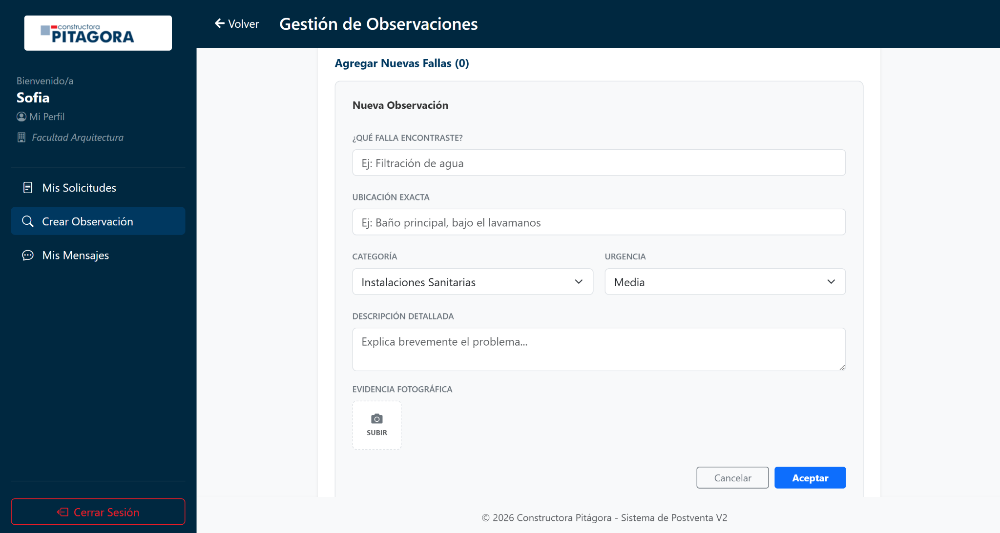 constructora
PITAGORA
Bienvenido/a
Sofia
Mi Perfil
Facultad Arquitectura
Mis Solicitudes
Crear Observación
Mis Mensajes
Cerrar Sesión
Volver
Gestión de Observaciones
Agregar Nuevas Fallas (0)
Nueva Observación
¿QUÉ FALLA ENCONTRASTE?
Ej: Filtración de agua
UBICACIÓN EXACTA
Ej: Baño principal, bajo el lavamanos
CATEGORÍA
Instalaciones Sanitarias
URGENCIA
Media
DESCRIPCIÓN DETALLADA
Explica brevemente el problema...
EVIDENCIA FOTOGRÁFICA
SUBIR
Cancelar
Aceptar
© 2026 Constructora Pitágora - Sistema de Postventa V2